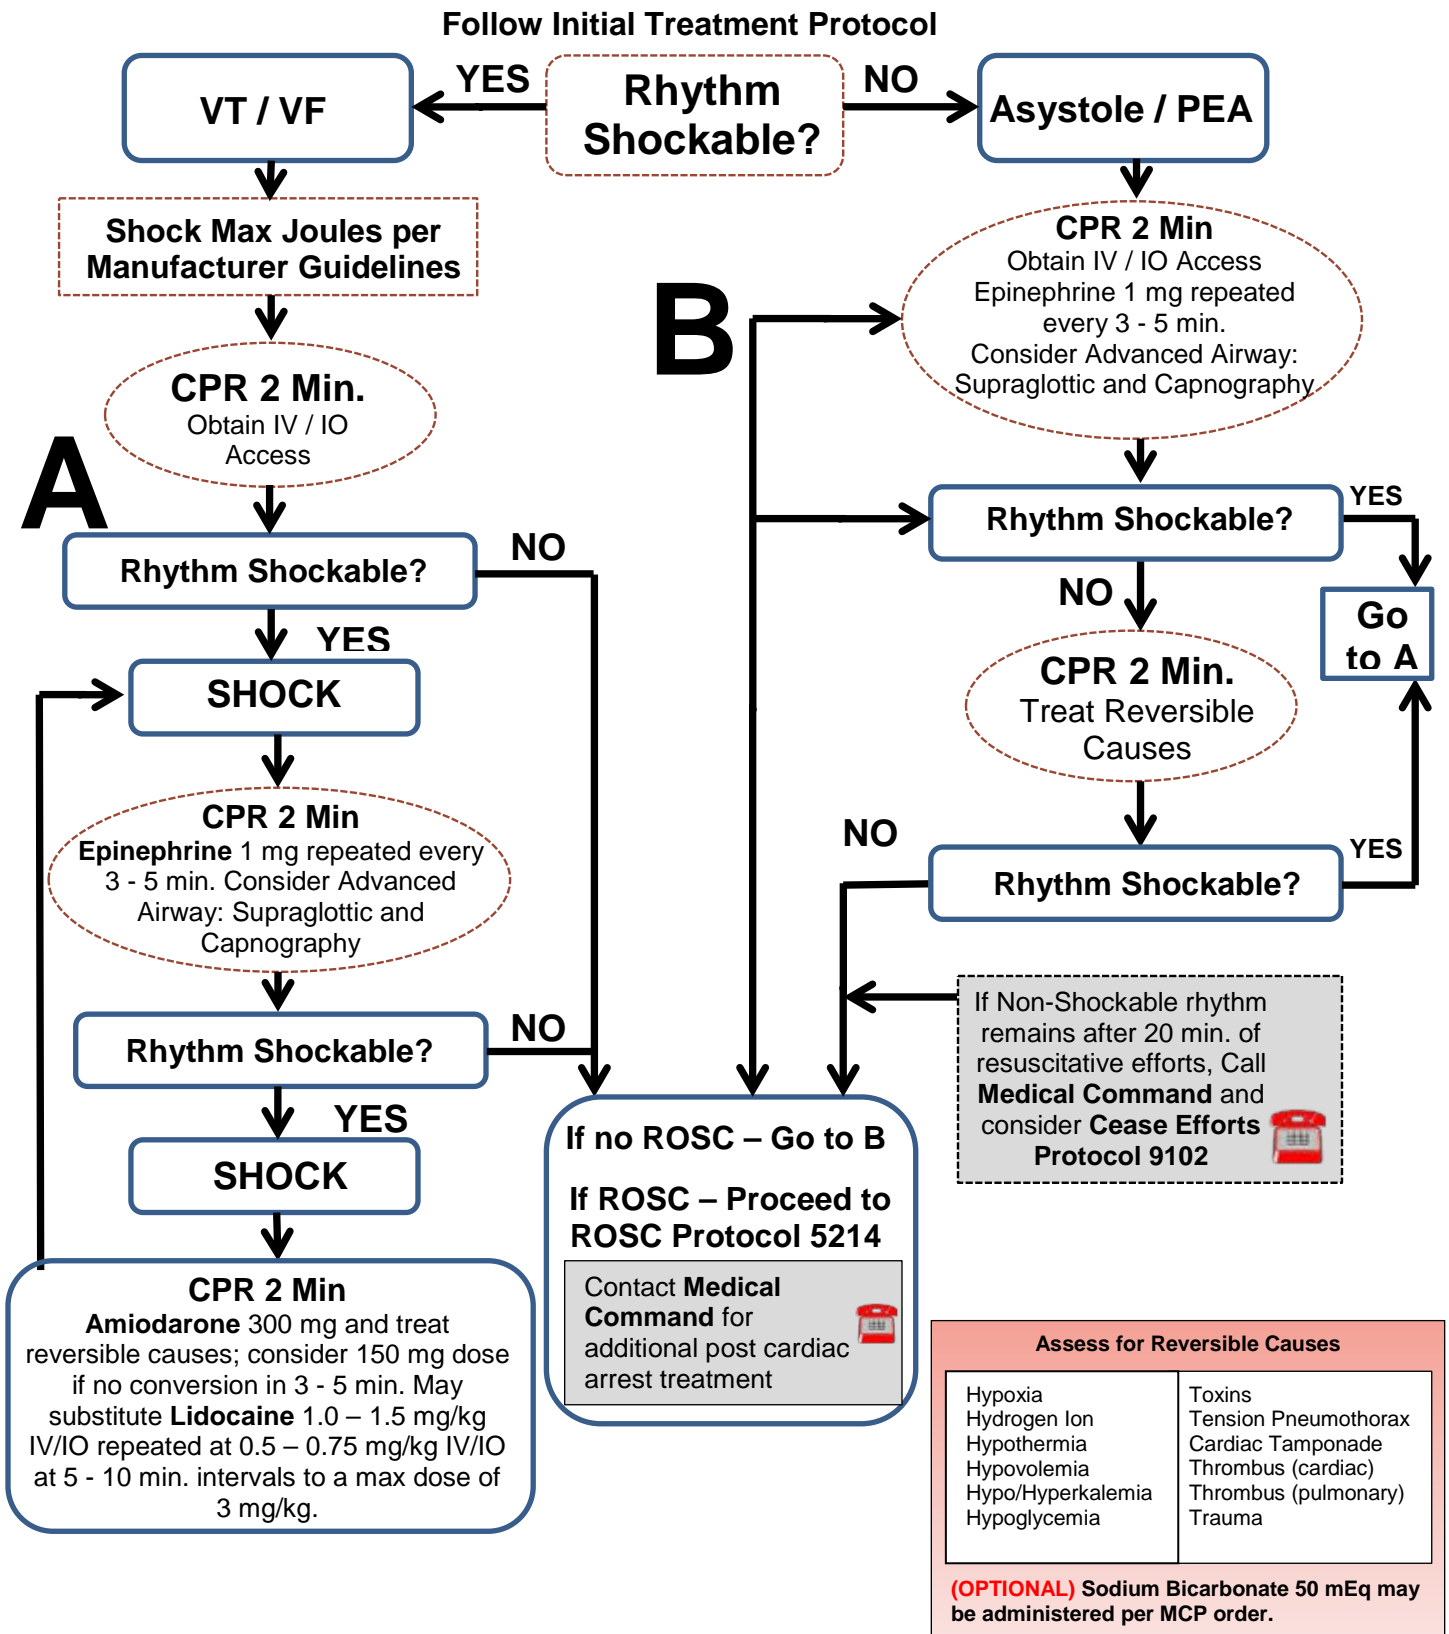 Follow Initial Treatment Protocol
YES
Rhythm
Shockable?
NO
VT / VF
Asystole / PEA
Shock Max Joules per
Manufacturer Guidelines
CPR 2 Min.
Obtain IV / IO
Access
A
Rhythm Shockable?
NO
YES
SHOCK
CPR 2 Min
Epinephrine 1 mg repeated every
3 - 5 min. Consider Advanced
Airway: Supraglottic and
Capnography
Rhythm Shockable?
NO
YES
SHOCK
CPR 2 Min
Amiodarone 300 mg and treat
reversible causes; consider 150 mg dose
if no conversion in 3 - 5 min. May
substitute Lidocaine 1.0 – 1.5 mg/kg
IV/IO repeated at 0.5 – 0.75 mg/kg IV/IO
at 5 - 10 min. intervals to a max dose of
3 mg/kg.
B
CPR 2 Min
Obtain IV / IO Access
Epinephrine 1 mg repeated
every 3 - 5 min.
Consider Advanced Airway:
Supraglottic and Capnography
Rhythm Shockable?
YES
NO
Go
to A
CPR 2 Min.
Treat Reversible
Causes
NO
Rhythm Shockable?
YES
If Non-Shockable rhythm
remains after 20 min. of
resuscitative efforts, Call
Medical Command and
consider Cease Efforts
Protocol 9102
If no ROSC – Go to B
If ROSC – Proceed to
ROSC Protocol 5214
Contact Medical
Command for
additional post cardiac
arrest treatment
Assess for Reversible Causes
Hypoxia
Hydrogen Ion
Hypothermia
Hypovolemia
Hypo/Hyperkalemia
Hypoglycemia
Toxins
Tension Pneumothorax
Cardiac Tamponade
Thrombus (cardiac)
Thrombus (pulmonary)
Trauma
(OPTIONAL) Sodium Bicarbonate 50 mEq may
be administered per MCP order.